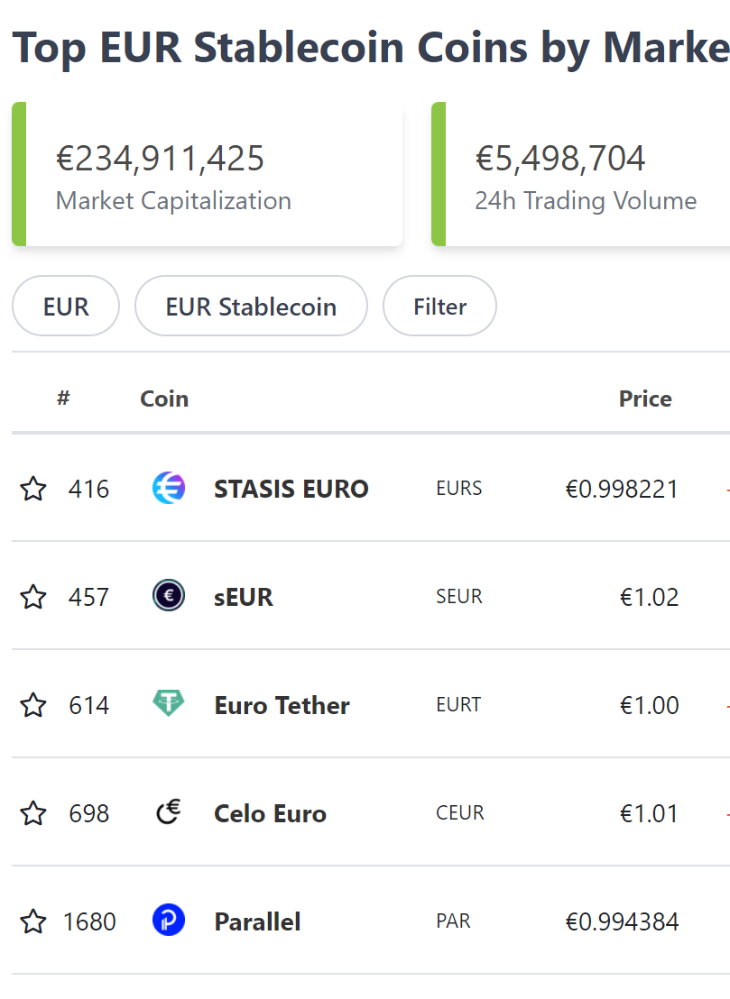 Top EUR Stablecoin Coins by Marke
€234,911,425 €5,498,704
Market Capitalization 24h Trading Volume
EUR EUR Stablecoin Filter
# Coin Price
416 STASIS EURO EURS €0.998221
457 sEUR SEUR €1.02
614 Euro Tether EURT €1.00
698 Celo Euro CEUR €1.01
1680 Parallel PAR €0.994384